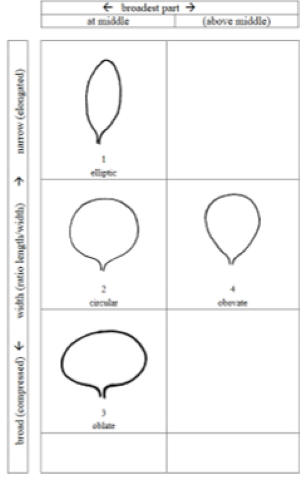 ← broadest part →
at middle
(above middle)
narrow (elongated)
← width (ratio length/width) →
broad (compressed)
1
elliptic
2
circular
4
obovate
3
oblate